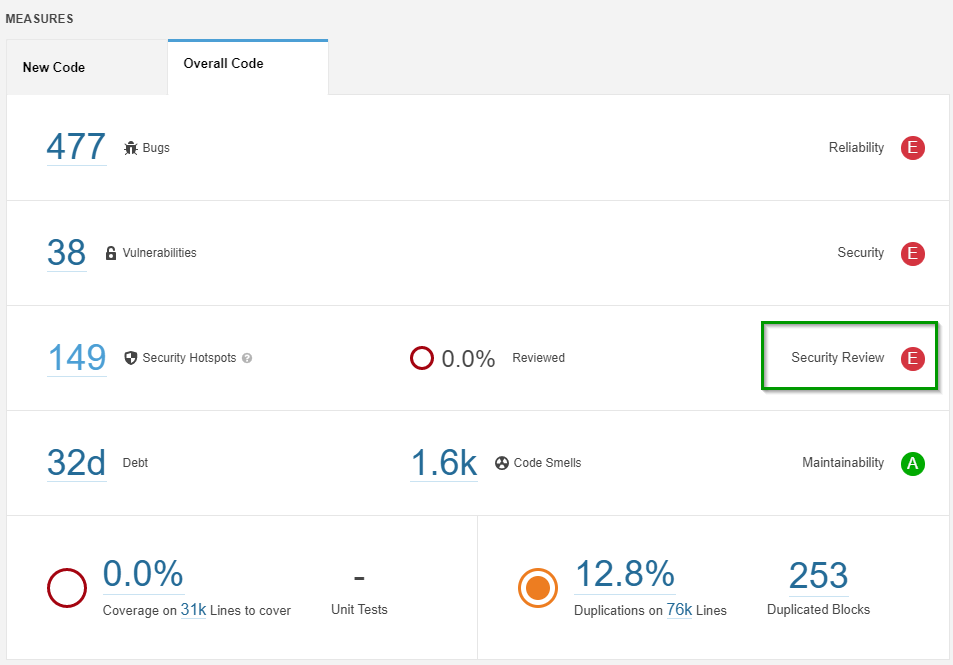 MEASURES
New Code
Overall Code
477 Bugs Reliability E
38 Vulnerabilities Security E
149 Security Hotspots ? 0.0% Reviewed Security Review E
32d Debt 1.6k Code Smells Maintainability A
0.0%
Coverage on 31k Lines to cover
-
Unit Tests
12.8%
Duplications on 76k Lines
253
Duplicated Blocks